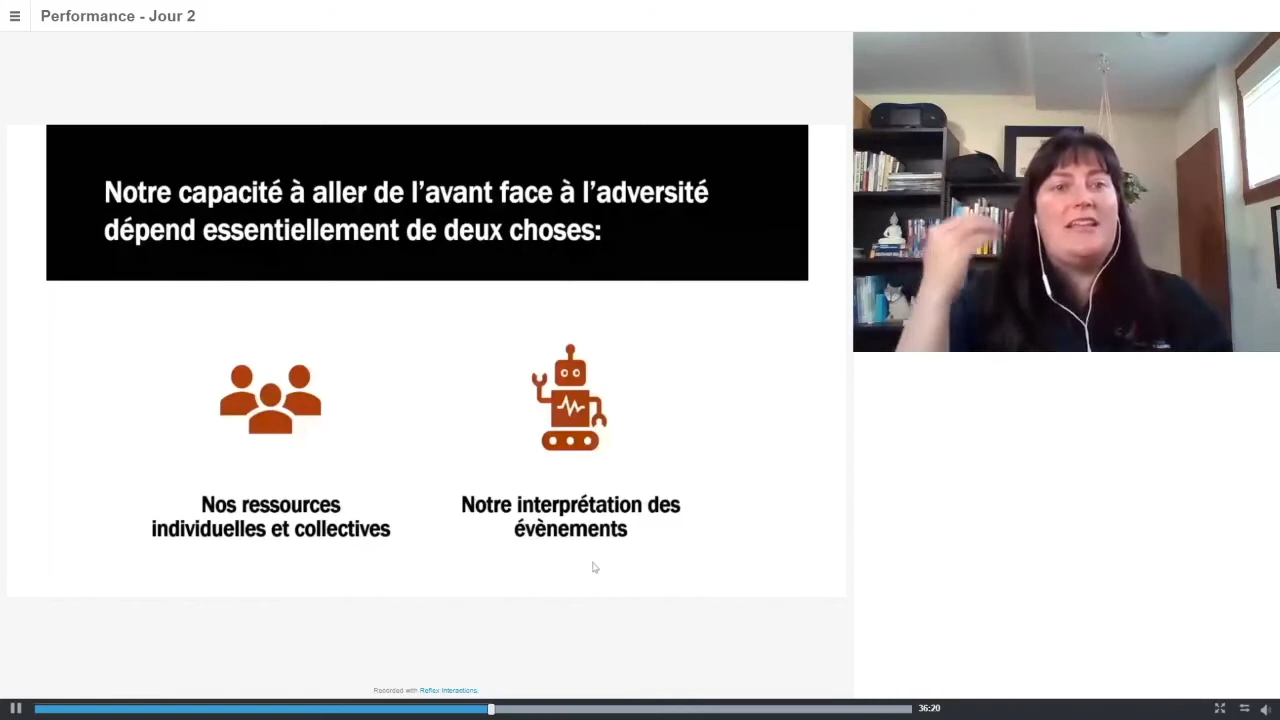 Performance - Jour 2
Notre capacité à aller de l'avant face à l'adversité
dépend essentiellement de deux choses:
Nos ressources
individuelles et collectives
Notre interprétation des
évènements
Recorded with Reflex Interactions.
36:20